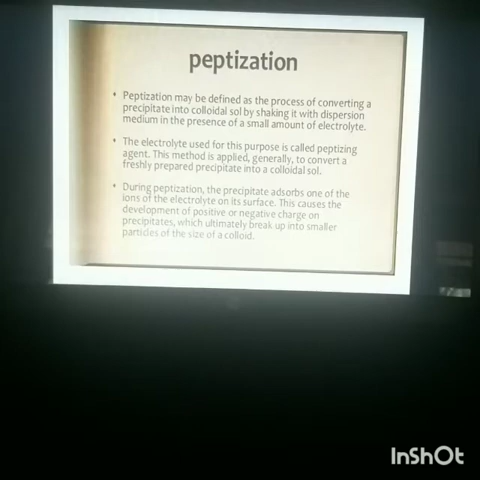 peptization
• Peptization may be defined as the process of converting a
precipitate into colloidal sol by shaking it with dispersion
medium in the presence of a small amount of electrolyte.
• The electrolyte used for this purpose is called peptizing
agent. This method is applied, generally, to convert a
freshly prepared precipitate into a colloidal sol.
• During peptization, the precipitate adsorbs one of the
ions of the electrolyte on its surface. This causes the
development of positive or negative charge on
precipitates, which ultimately break up into smaller
particles of the size of a colloid.
InShOt